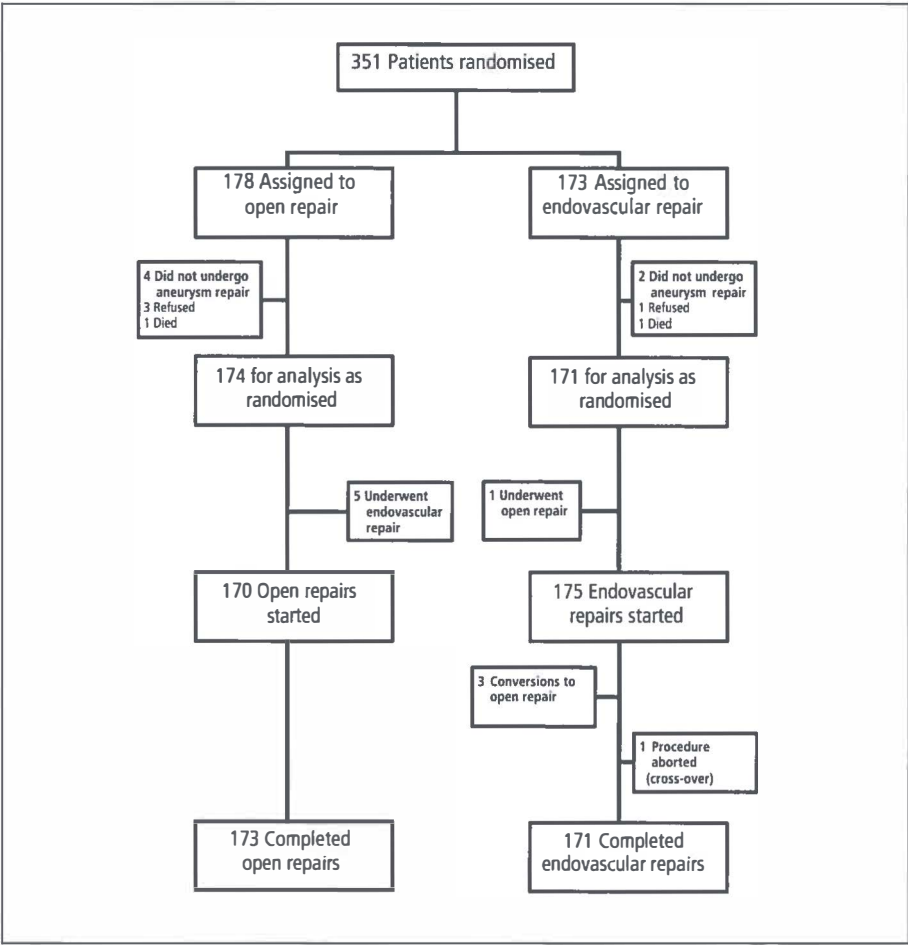 351 Patients randomised
178 Assigned to
open repair
173 Assigned to
endovascular repair
4 Did not undergo
aneurysm repair
3 Refused
1 Died
2 Did not undergo
aneurysm repair
1 Refused
1 Died
174 for analysis as
randomised
171 for analysis as
randomised
5 Underwent
endovascular
repair
1 Underwent
open repair
170 Open repairs
started
175 Endovascular
repairs started
3 Conversions to
open repair
1 Procedure
aborted
(cross-over)
173 Completed
open repairs
171 Completed
endovascular repairs